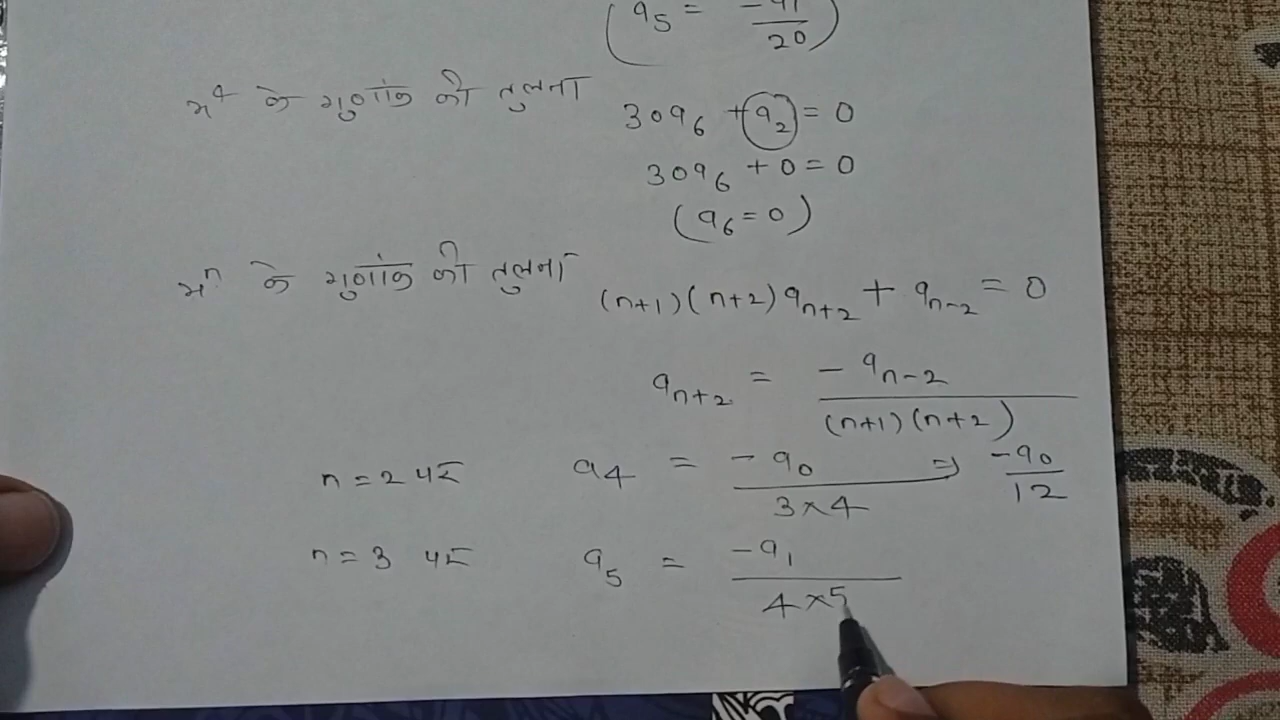 (a₅ = -a₁/20)
x⁴ के गुणांक की तुलना 30a₆ + a₂ = 0
30a₆ + 0 = 0
(a₆ = 0)
xⁿ के गुणांक की तुलना (n+1)(n+2)aₙ₊₂ + aₙ₋₂ = 0
aₙ₊₂ = -aₙ₋₂/(n+1)(n+2)
n = 2 पर a₄ = -a₀/3×4 ⇒ -a₀/12
n = 3 पर a₅ = -a₁/4×5